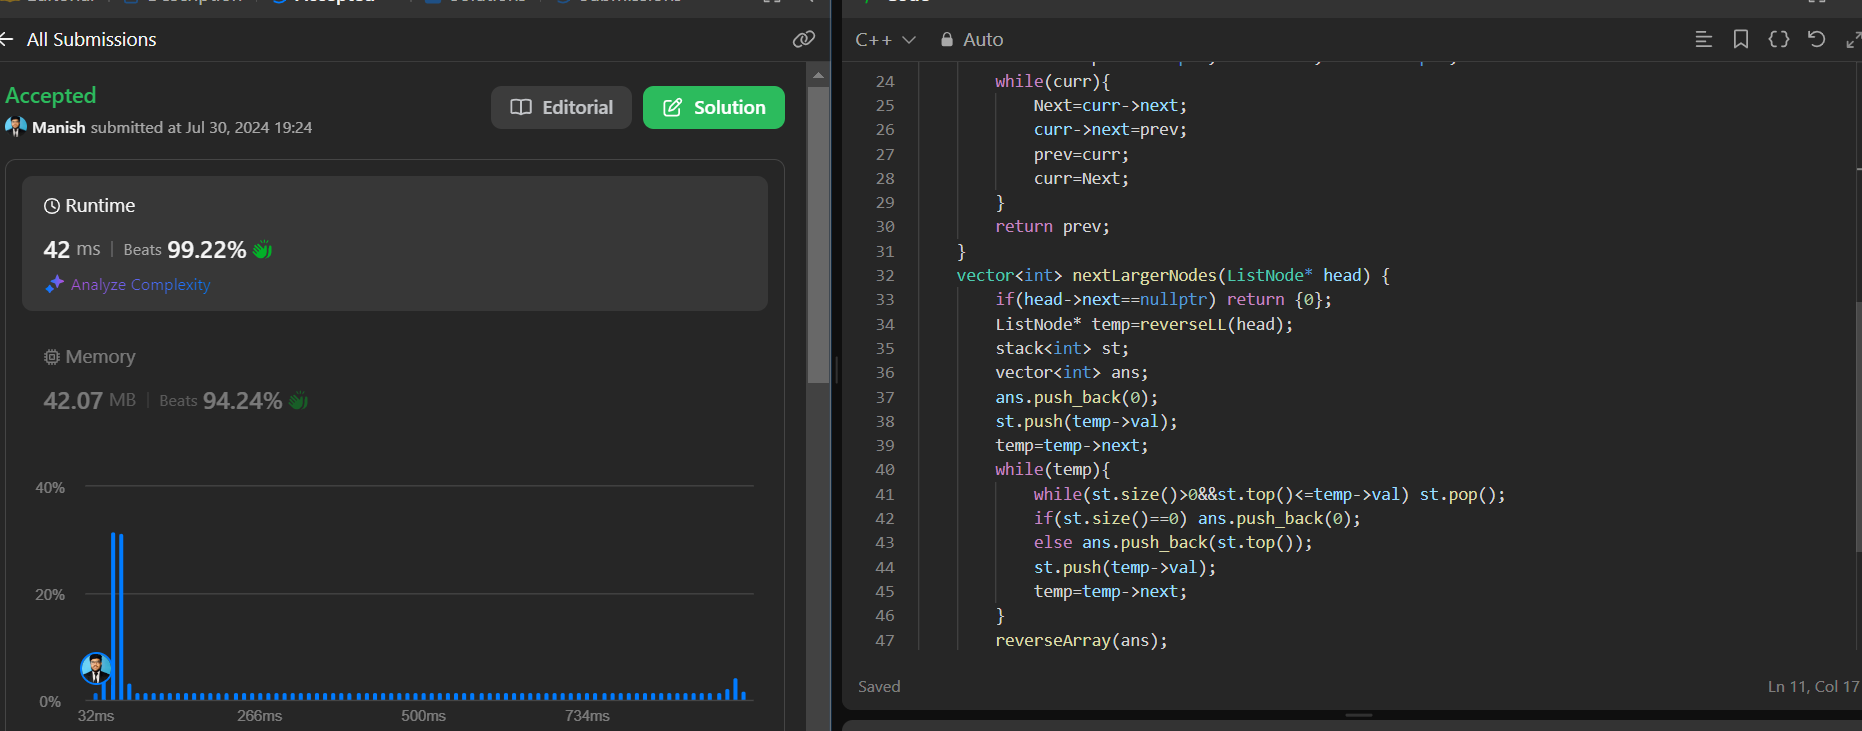 Editorial Description Accepted Solutions Submissions
All Submissions
Accepted
Manish submitted at Jul 30, 2024 19:24
Editorial
Solution
Runtime
42 ms | Beats 99.22%
Analyze Complexity
Memory
42.07 MB | Beats 94.24%
40%
20%
0%
32ms 266ms 500ms 734ms
Code
C++ Auto
24 while(curr){
25 Next=curr->next;
26 curr->next=prev;
27 prev=curr;
28 curr=Next;
29 }
30 return prev;
31 }
32 vector<int> nextLargerNodes(ListNode* head) {
33 if(head->next==nullptr) return {0};
34 ListNode* temp=reverseLL(head);
35 stack<int> st;
36 vector<int> ans;
37 ans.push_back(0);
38 st.push(temp->val);
39 temp=temp->next;
40 while(temp){
41 while(st.size()>0&&st.top()<=temp->val) st.pop();
42 if(st.size()==0) ans.push_back(0);
43 else ans.push_back(st.top());
44 st.push(temp->val);
45 temp=temp->next;
46 }
47 reverseArray(ans);
Saved
Ln 11, Col 17